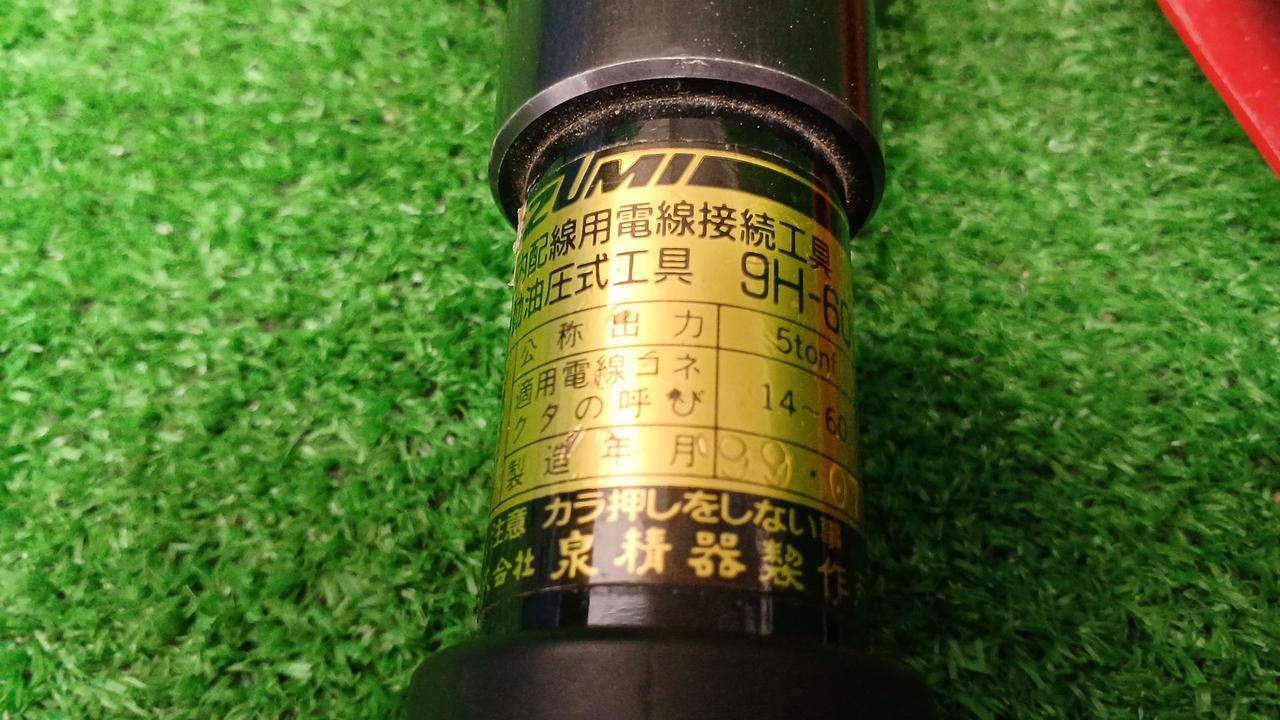 ZUMI
内配線用電線接続工具
動油圧式工具 9H-60
公称出力 5tonf
適用電線コネ
クタの呼び 14~60
製造年月 '99.07
注意 カラ押しをしない事
会社 泉精器製作